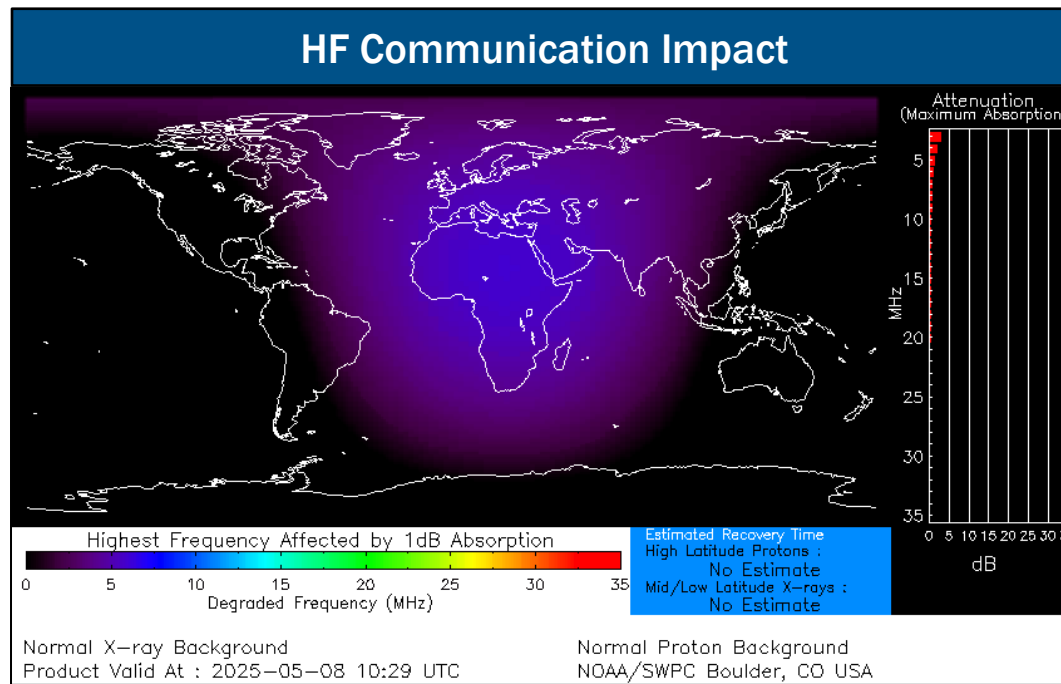 HF Communication Impact
Attenuation
(Maximum Absorption
5
10
15
20
25
30
35
MHz
0 5 10 15 20 25 30
dB
Highest Frequency Affected by 1dB Absorption
0 5 10 15 20 25 30 35
Degraded Frequency (MHz)
Estimated Recovery Time
High Latitude Protons :
No Estimate
Mid/Low Latitude X-rays :
No Estimate
Normal X-ray Background
Product Valid At : 2025-05-08 10:29 UTC
Normal Proton Background
NOAA/SWPC Boulder, CO USA